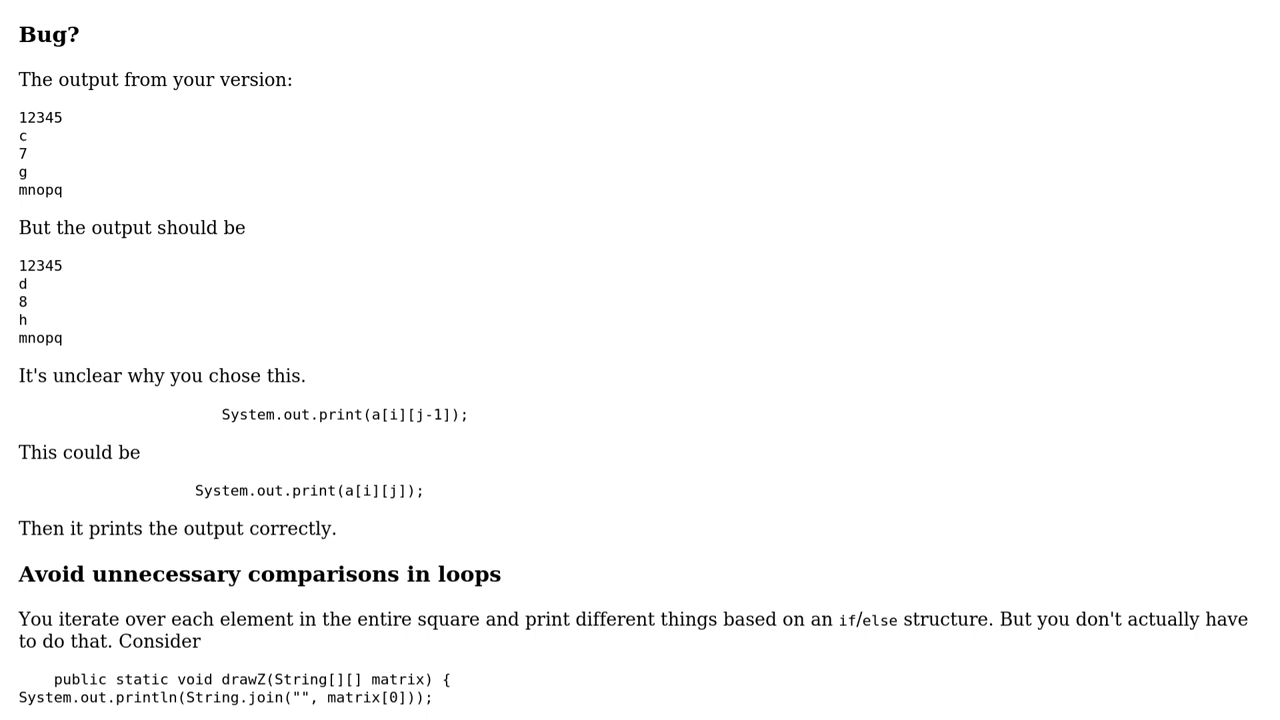 Bug?
The output from your version:
12345
c
7
g
mnopq
But the output should be
12345
d
8
h
mnopq
It's unclear why you chose this.
System.out.print(a[i][j-1]);
This could be
System.out.print(a[i][j]);
Then it prints the output correctly.
Avoid unnecessary comparisons in loops
You iterate over each element in the entire square and print different things based on an if/else structure. But you don't actually have
to do that. Consider
public static void drawZ(String[][] matrix) {
System.out.println(String.join("", matrix[0]));